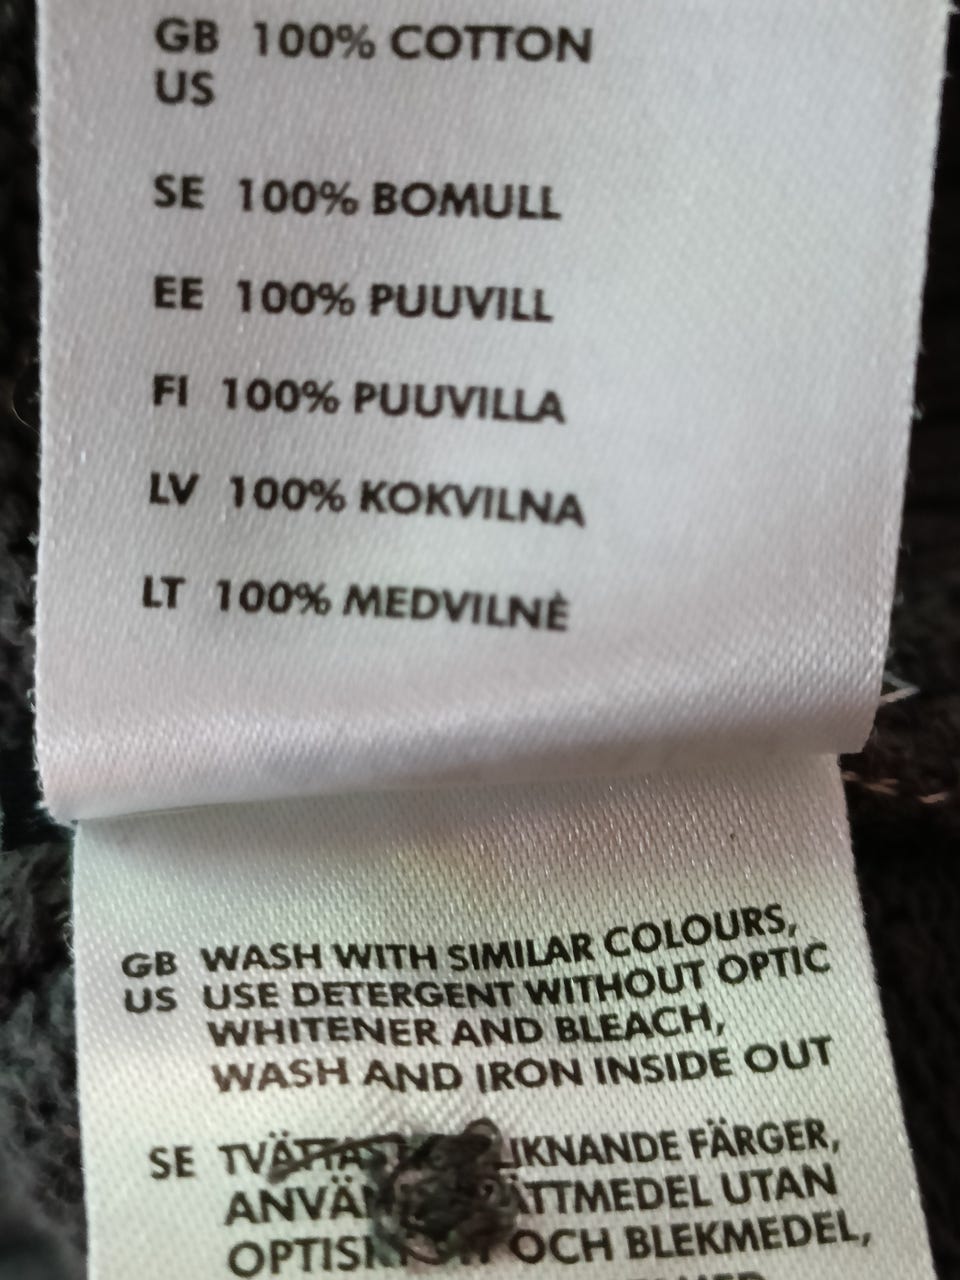 GB 100% COTTON
US
SE 100% BOMULL
EE 100% PUUVILL
FI 100% PUUVILLA
LV 100% KOKVILNA
LT 100% MEDVILNĖ
GB WASH WITH SIMILAR COLOURS,
US USE DETERGENT WITHOUT OPTIC
WHITENER AND BLEACH,
WASH AND IRON INSIDE OUT
SE FÄRGER,
UTAN
OCH BLEKMEDEL,